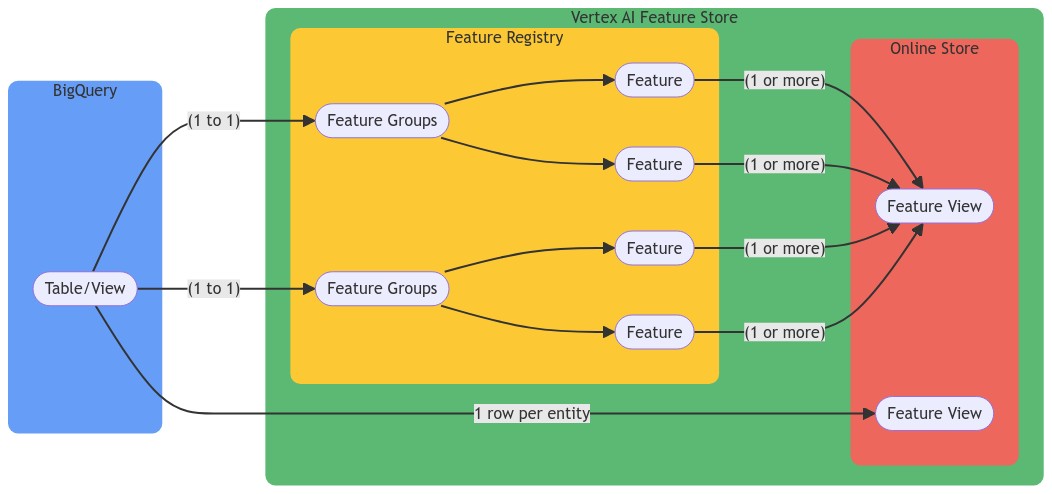 Vertex AI Feature Store
Feature Registry
Online Store
BigQuery
Feature
(1 or more)
(1 to 1)
Feature Groups
Feature
(1 or more)
Feature View
Feature
(1 or more)
Table/View
(1 to 1)
Feature Groups
Feature
(1 or more)
1 row per entity
Feature View